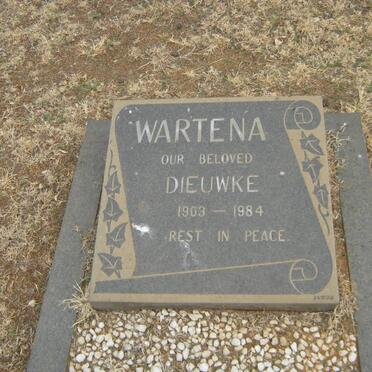 WARTENA
OUR BELOVED
DIEUWKE
1903 — 1984
REST IN PEACE